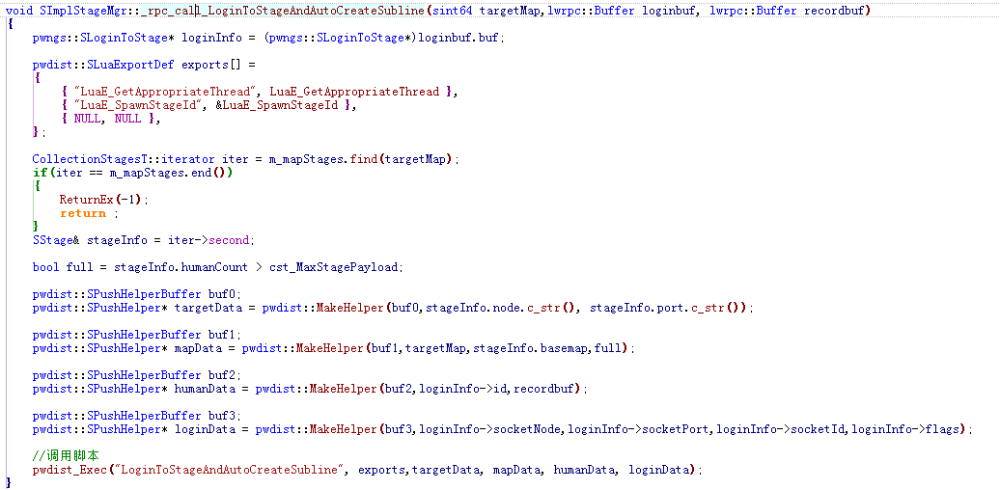 void SImplStageMgr::_rpc_call_LoginToStageAndAutoCreateSubline(sint64 targetMap,lwrpc::Buffer loginbuf, lwrpc::Buffer recordbuf)
{
    pwngs::SLoginToStage* loginInfo = (pwngs::SLoginToStage*)loginbuf.buf;
    pwdist::SLuaExportDef exports[] =
    {
        { "LuaE_GetAppropriateThread", LuaE_GetAppropriateThread },
        { "LuaE_SpawnStageId", &LuaE_SpawnStageId },
        { NULL, NULL },
    };
    CollectionStagesT::iterator iter = m_mapStages.find(targetMap);
    if(iter == m_mapStages.end())
    {
        ReturnEx(-1);
        return ;
    }
    SStage& stageInfo = iter->second;
    bool full = stageInfo.humanCount > cst_MaxStagePayload;
    pwdist::SPushHelperBuffer buf0;
    pwdist::SPushHelper* targetData = pwdist::MakeHelper(buf0,stageInfo.node.c_str(), stageInfo.port.c_str());
    pwdist::SPushHelperBuffer buf1;
    pwdist::SPushHelper* mapData = pwdist::MakeHelper(buf1,targetMap,stageInfo.basemap,full);
    pwdist::SPushHelperBuffer buf2;
    pwdist::SPushHelper* humanData = pwdist::MakeHelper(buf2,loginInfo->id,recordbuf);
    pwdist::SPushHelperBuffer buf3;
    pwdist::SPushHelper* loginData = pwdist::MakeHelper(buf3,loginInfo->socketNode,loginInfo->socketPort,loginInfo->socketId,loginInfo->flags);
    //调用脚本
    pwdist_Exec("LoginToStageAndAutoCreateSubline", exports,targetData, mapData, humanData, loginData);
}